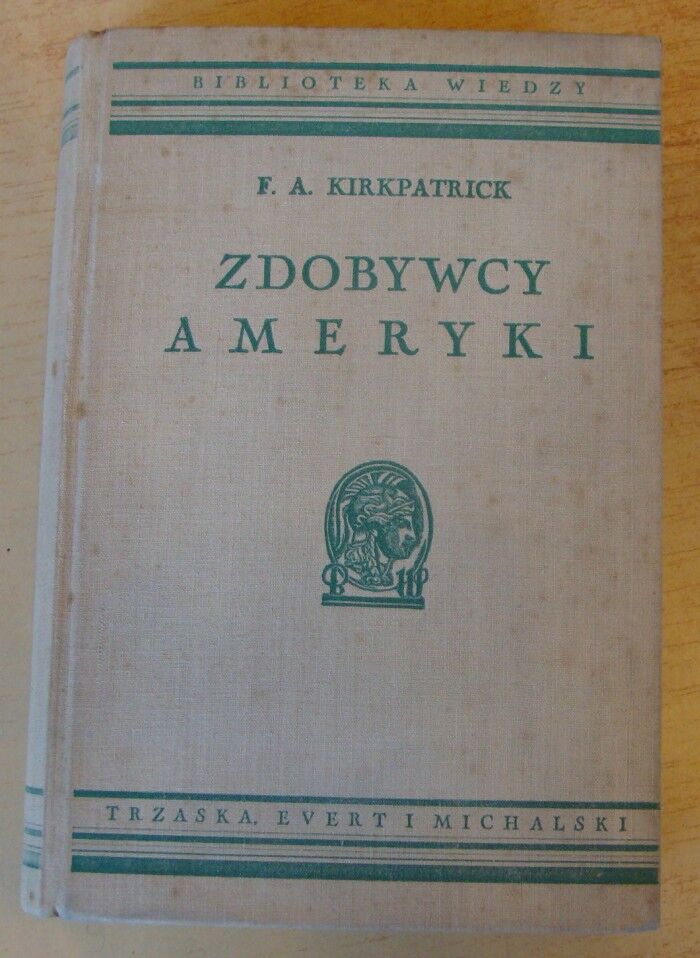 BIBLIOTEKA WIEDZY
F. A. KIRKPATRICK
ZDOBYWCY
AMERYKI
B W
TRZASKA, EVERT I MICHALSKI